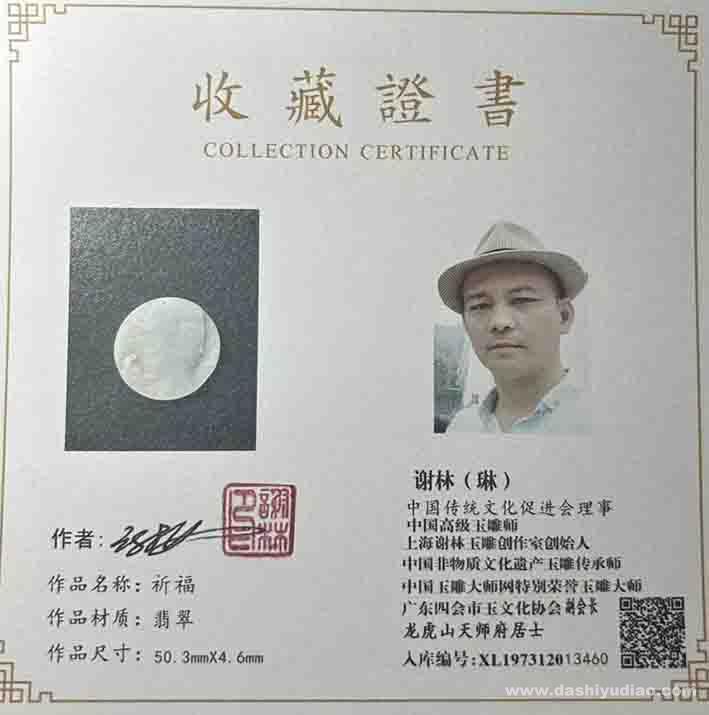 收藏證書
COLLECTION CERTIFICATE
作者:
作品名称: 祈福
作品材质: 翡翠
作品尺寸: 50.3mmX4.6mm
谢林（琳）
中国传统文化促进会理事
中国高级玉雕师
上海谢林玉雕创作家创始人
中国非物质文化遗产玉雕传承师
中国玉雕大师网特别荣誉玉雕大师
广东四会市玉文化协会 副会长
龙虎山天师府居士
入库编号: XL197312013460
www.dashiyudiao.com